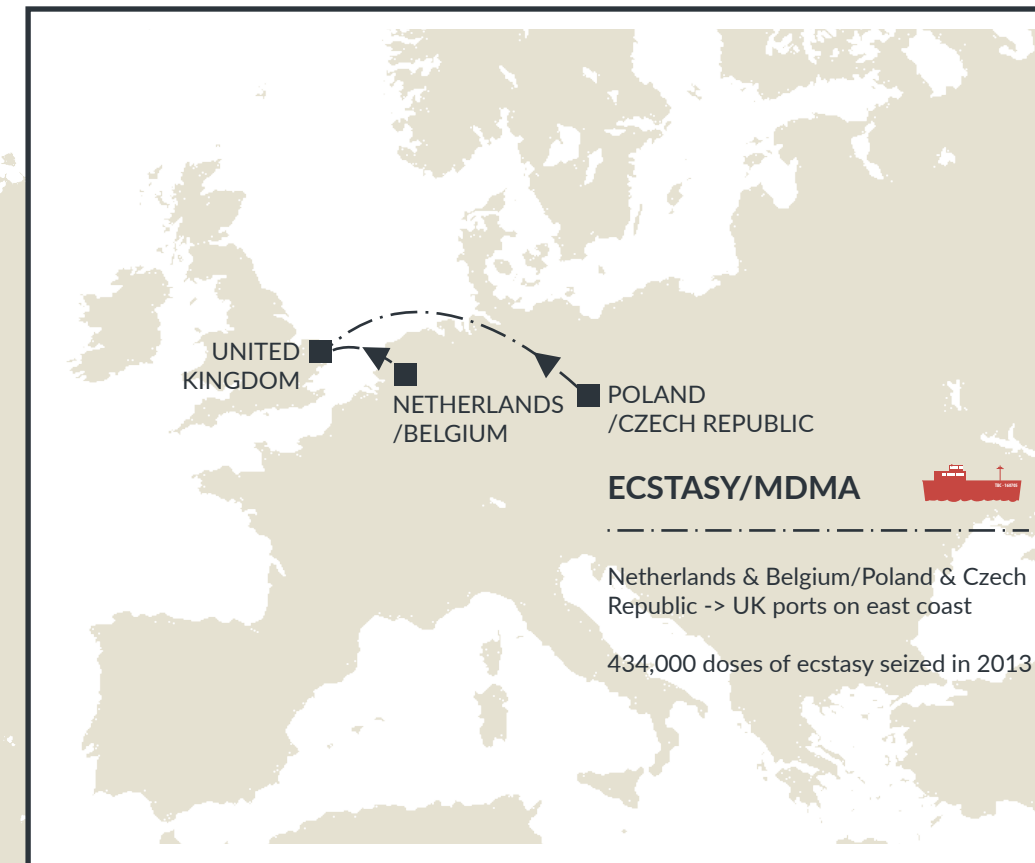 UNITED
KINGDOM
NETHERLANDS
/BELGIUM
POLAND
/CZECH REPUBLIC
ECSTASY/MDMA
Netherlands & Belgium/Poland & Czech
Republic -> UK ports on east coast
434,000 doses of ecstasy seized in 2013